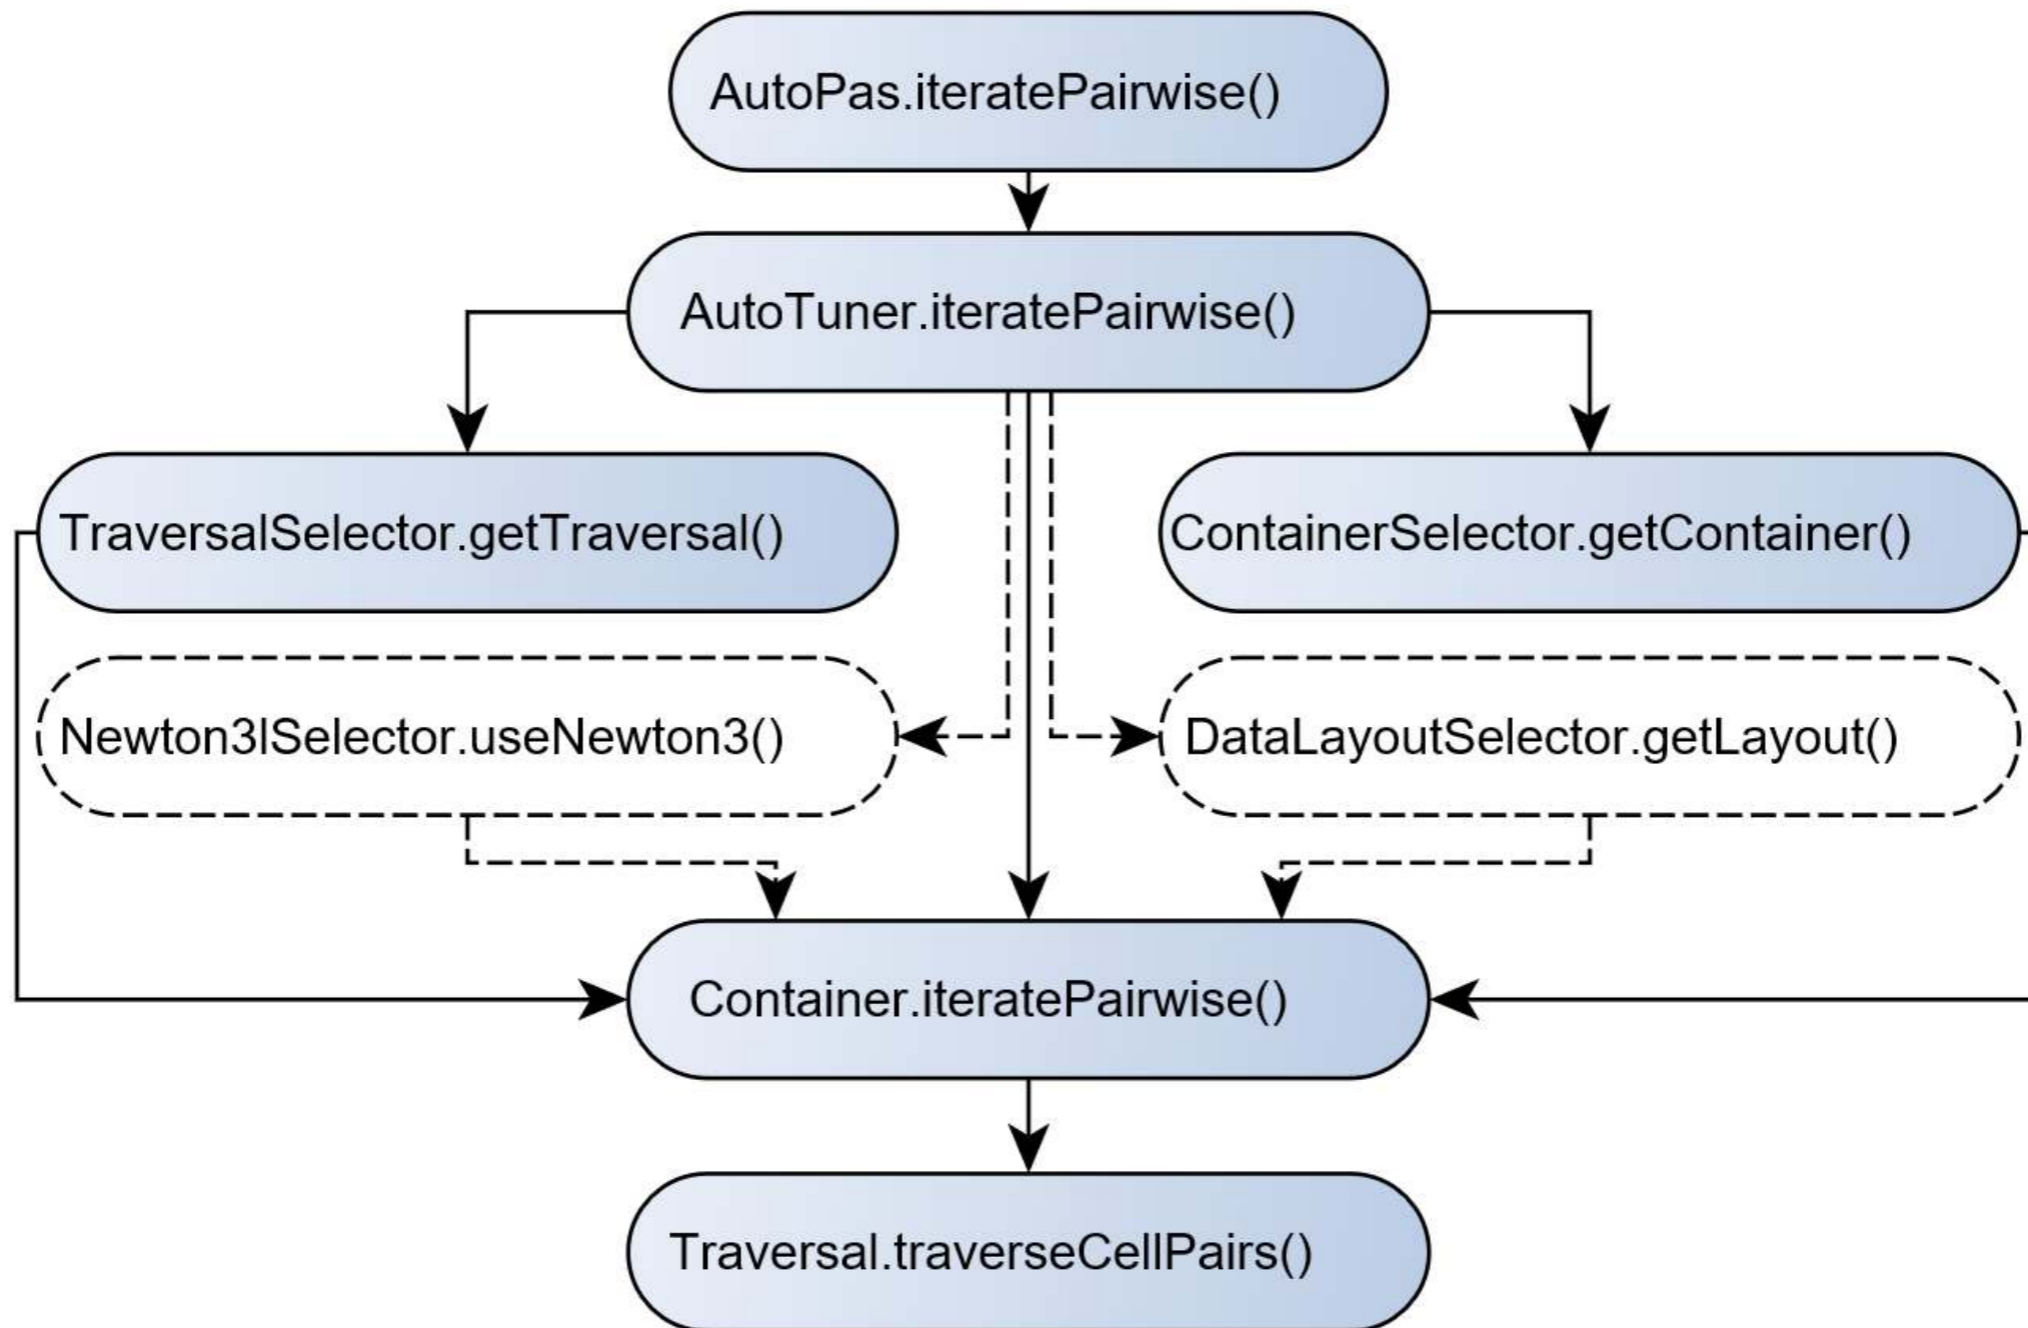 AutoPas.iteratePairwise()
AutoTuner.iteratePairwise()
TraversalSelector.getTraversal()
ContainerSelector.getContainer()
Newton3lSelector.useNewton3()
DataLayoutSelector.getLayout()
Container.iteratePairwise()
Traversal.traverseCellPairs()